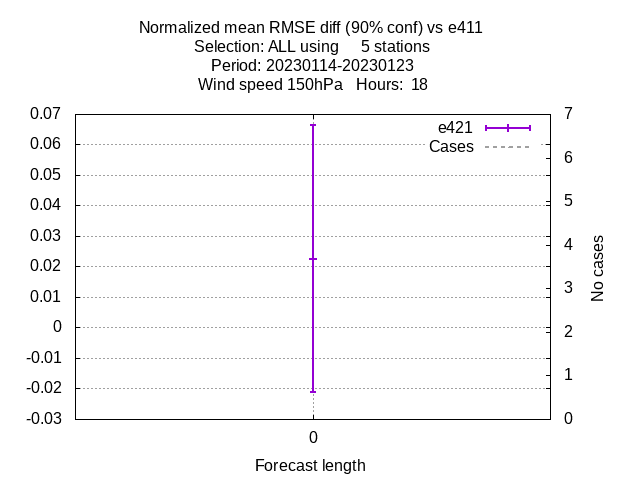 Normalized mean RMSE diff (90% conf) vs e411
Selection: ALL using     5 stations
Period: 20230114-20230123
Wind speed 150hPa   Hours:  18
0.07
0.06
0.05
0.04
0.03
0.02
0.01
0
-0.01
-0.02
-0.03
7
6
5
4
3
2
1
0
e421
Cases
No cases
0
Forecast length